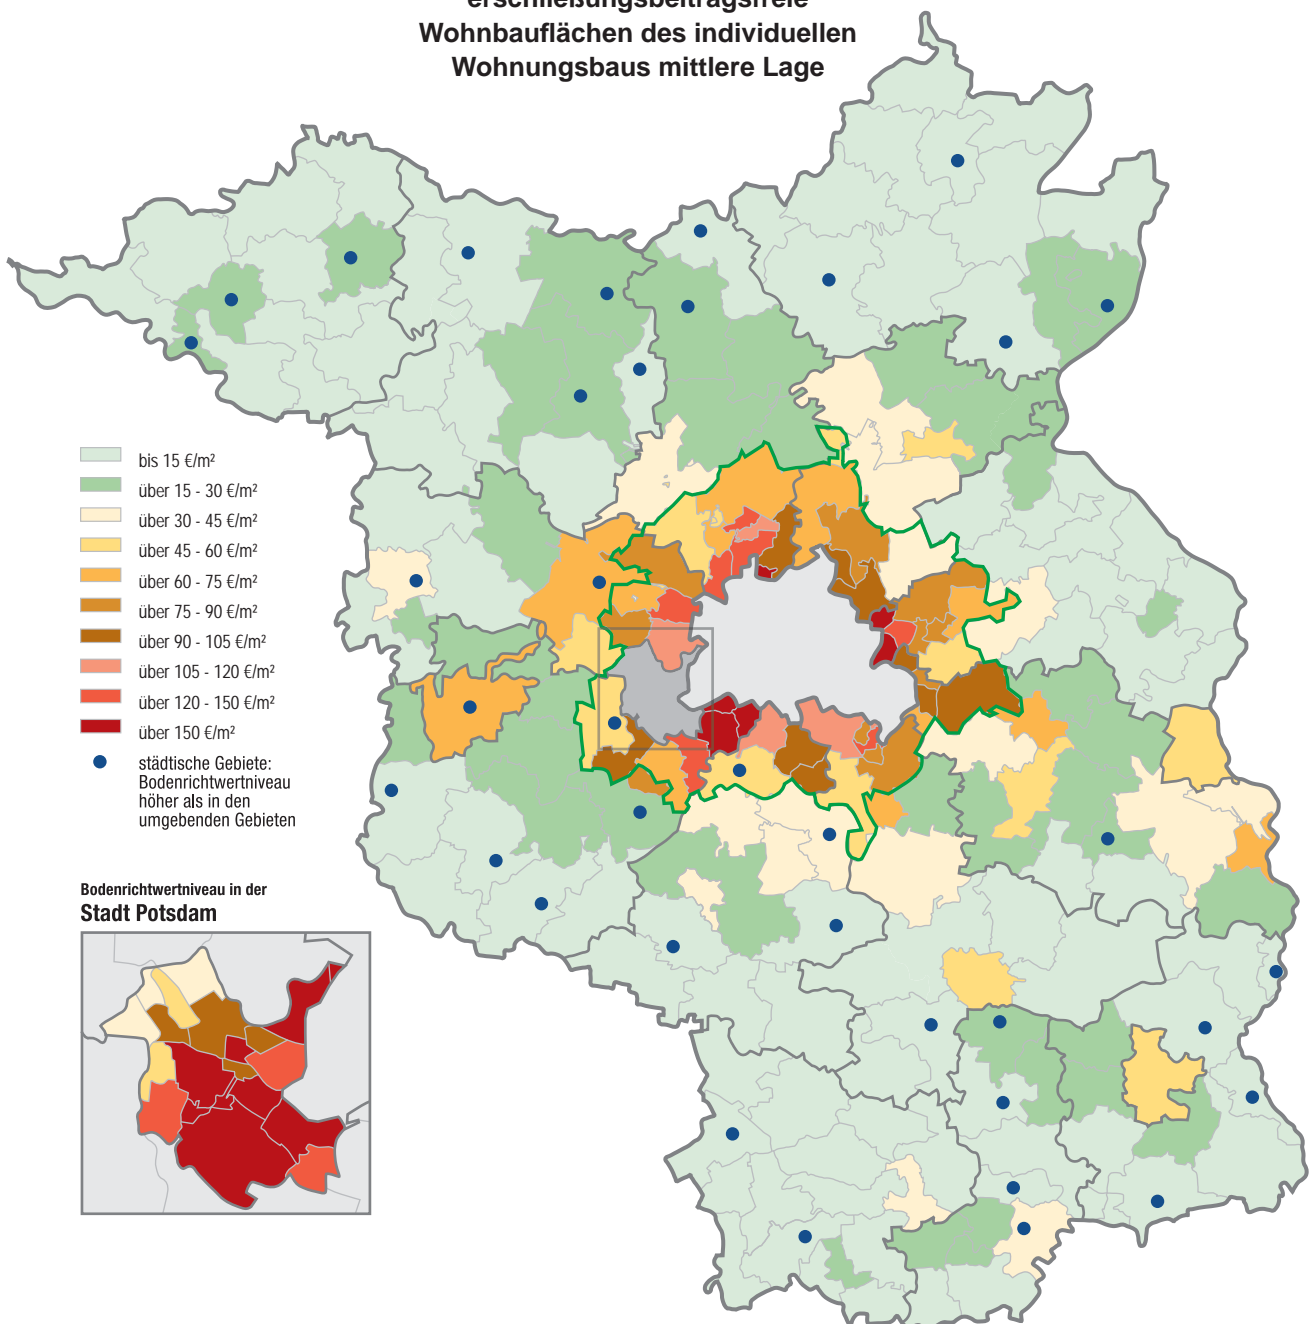 erschließungsbeitragsfreie
Wohnbauflächen des individuellen
Wohnungsbaus mittlere Lage
bis 15 €/m²
über 15 - 30 €/m²
über 30 - 45 €/m²
über 45 - 60 €/m²
über 60 - 75 €/m²
über 75 - 90 €/m²
über 90 - 105 €/m²
über 105 - 120 €/m²
über 120 - 150 €/m²
über 150 €/m²
städtische Gebiete:
Bodenrichtwertniveau
höher als in den
umgebenden Gebieten
Bodenrichtwertniveau in der
Stadt Potsdam